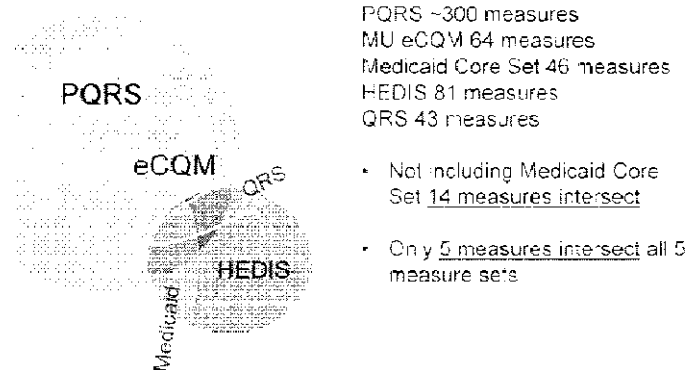 PQRS ~300 measures
MU eCQM 64 measures
Medicaid Core Set 46 measures
HEDIS 81 measures
QRS 43 measures
PQRS
eCQM
QRS
HEDIS
Medicaid
• Not including Medicaid Core
Set 14 measures intersect
• Only 5 measures intersect all 5
measure sets